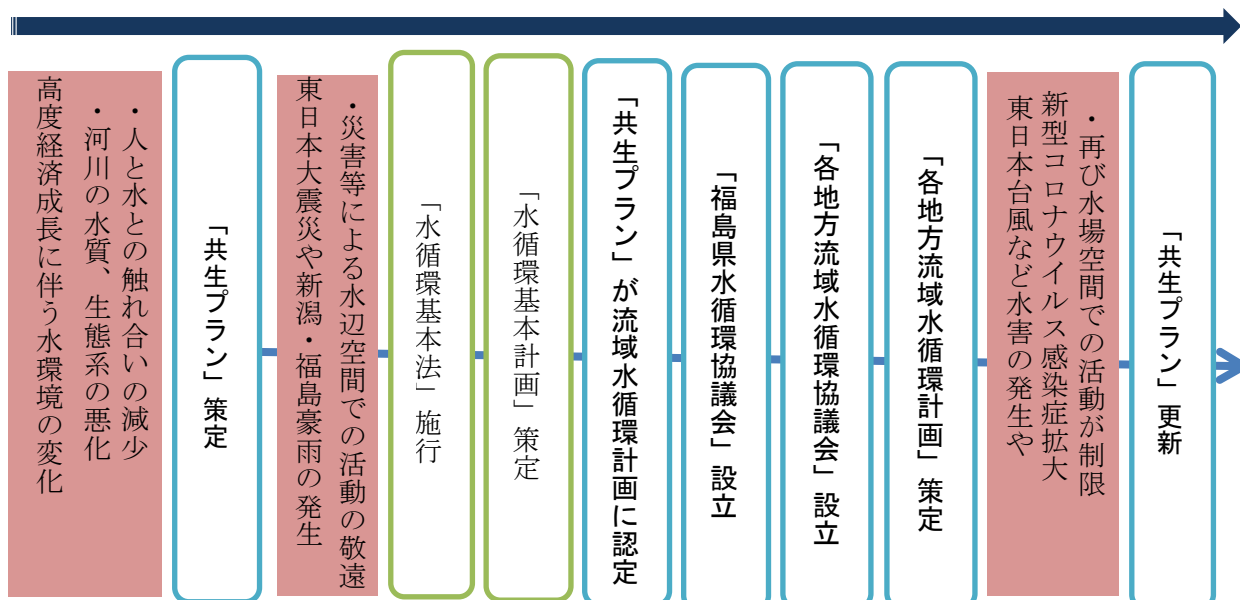 高度経済成長に伴う水環境の変化
・河川の水質、生態系の悪化
・人と水との触れ合いの減少
「共生プラン」策定
東日本大震災や新潟・福島豪雨の発生
・災害等による水辺空間での活動の敬遠
「水循環基本法」施行
「水循環基本計画」策定
「共生プラン」が流域水循環計画に認定
「福島県水循環協議会」設立
「各地方流域水循環協議会」設立
「各地方流域水循環計画」策定
東日本台風など水害の発生や
新型コロナウイルス感染症拡大
・再び水場空間での活動が制限
「共生プラン」更新